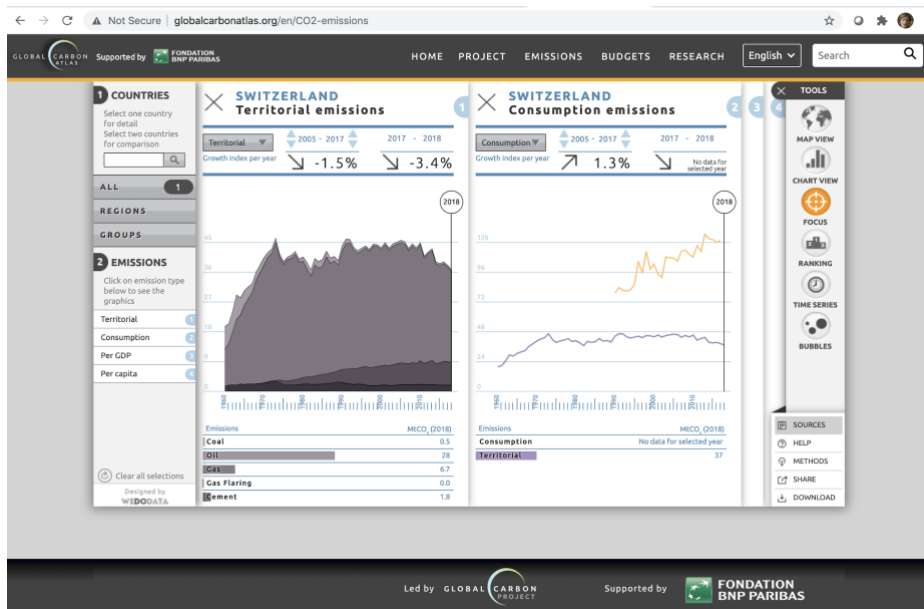 Not Secure | globalcarbonatlas.org/en/CO2-emissions
GLOBAL CARBON ATLAS
Supported by
FONDATION
BNP PARIBAS
HOME PROJECT EMISSIONS BUDGETS RESEARCH
English
Search
1 COUNTRIES
Select one country
for detail
Select two countries
for comparison
ALL 1
REGIONS
GROUPS
2 EMISSIONS
Click on emission type
below to see the
graphics
Territorial 1
Consumption 2
Per GDP 3
Per capita 4
Clear all selections
Designed by
WEDODATA
SWITZERLAND
Territorial emissions
1
Territorial 2005 - 2017 2017 - 2018
Growth index per year -1.5% -3.4%
2018
45
36
27
18
9
0
1960 1970 1980 1990 2000 2010
Emissions MtCO₂ (2018)
Coal 0.5
Oil 28
Gas 6.7
Gas Flaring 0.0
Cement 1.8
SWITZERLAND
Consumption emissions
2
3
4
Consumption 2005 - 2017 2017 - 2018
Growth index per year 1.3% No data for
selected year
2018
120
96
72
48
24
0
1960 1970 1980 1990 2000 2010
Emissions MtCO₂ (2018)
Consumption No data for selected year
Territorial 37
TOOLS
MAP VIEW
CHART VIEW
FOCUS
RANKING
TIME SERIES
BUBBLES
SOURCES
HELP
METHODS
SHARE
DOWNLOAD
Led by GLOBAL CARBON PROJECT
Supported by
FONDATION
BNP PARIBAS